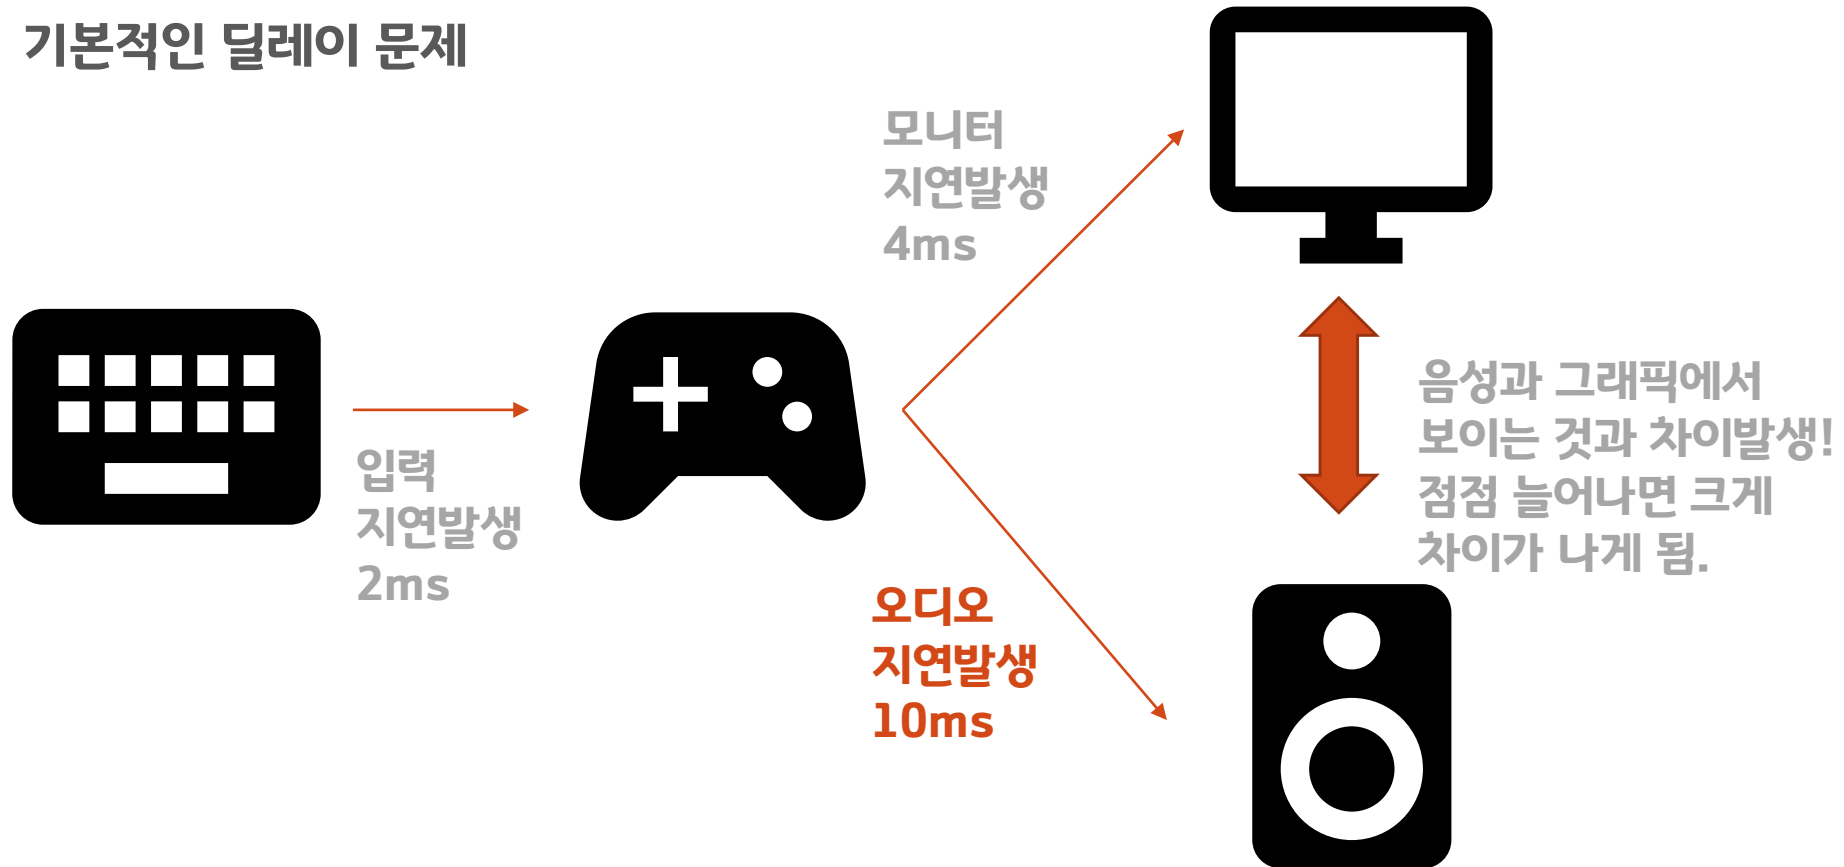 기본적인 딜레이 문제
모니터
지연발생
4ms
입력
지연발생
2ms
오디오
지연발생
10ms
음성과 그래픽에서
보이는 것과 차이발생!
점점 늘어나면 크게
차이가 나게 됨.